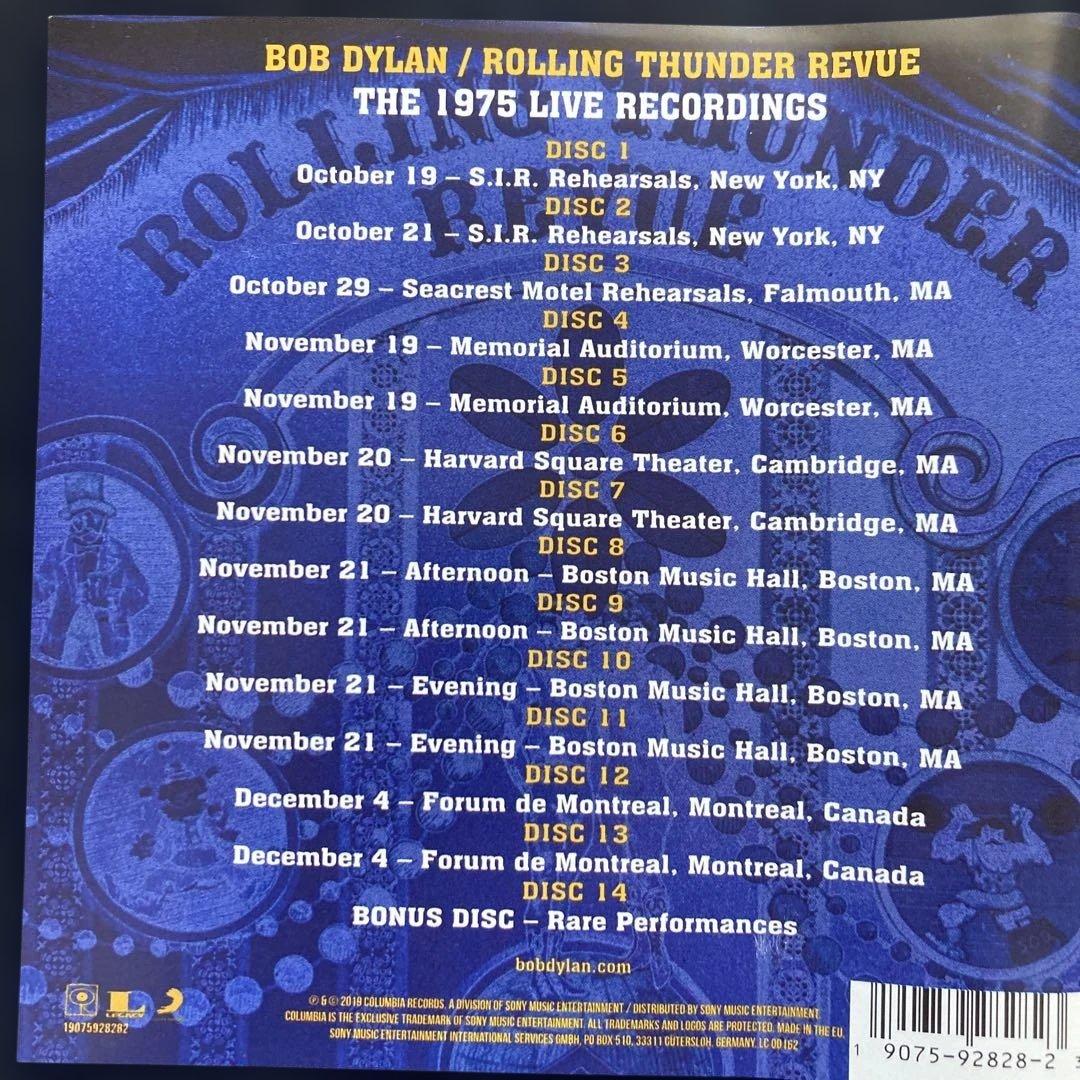 BOB DYLAN / ROLLING THUNDER REVUE
THE 1975 LIVE RECORDINGS
ROLLING THUNDER
REVUE
DISC 1
October 19 – S.I.R. Rehearsals, New York, NY
DISC 2
October 21 – S.I.R. Rehearsals, New York, NY
DISC 3
October 29 – Seacrest Motel Rehearsals, Falmouth, MA
DISC 4
November 19 – Memorial Auditorium, Worcester, MA
DISC 5
November 19 – Memorial Auditorium, Worcester, MA
DISC 6
November 20 – Harvard Square Theater, Cambridge, MA
DISC 7
November 20 – Harvard Square Theater, Cambridge, MA
DISC 8
November 21 – Afternoon – Boston Music Hall, Boston, MA
DISC 9
November 21 – Afternoon – Boston Music Hall, Boston, MA
DISC 10
November 21 – Evening – Boston Music Hall, Boston, MA
DISC 11
November 21 – Evening – Boston Music Hall, Boston, MA
DISC 12
December 4 – Forum de Montreal, Montreal, Canada
DISC 13
December 4 – Forum de Montreal, Montreal, Canada
DISC 14
BONUS DISC – Rare Performances
bobdylan.com
LEGACY
19075928282
℗ & © 2019 COLUMBIA RECORDS, A DIVISION OF SONY MUSIC ENTERTAINMENT / DISTRIBUTED BY SONY MUSIC ENTERTAINMENT.
COLUMBIA IS THE EXCLUSIVE TRADEMARK OF SONY MUSIC ENTERTAINMENT. ALL TRADEMARKS AND LOGOS ARE PROTECTED. MADE IN THE EU.
SONY MUSIC ENTERTAINMENT INTERNATIONAL SERVICES GMBH, PO BOX 510, 33311 GÜTERSLOH, GERMANY. LC 00162
1 9075-92828-2 3